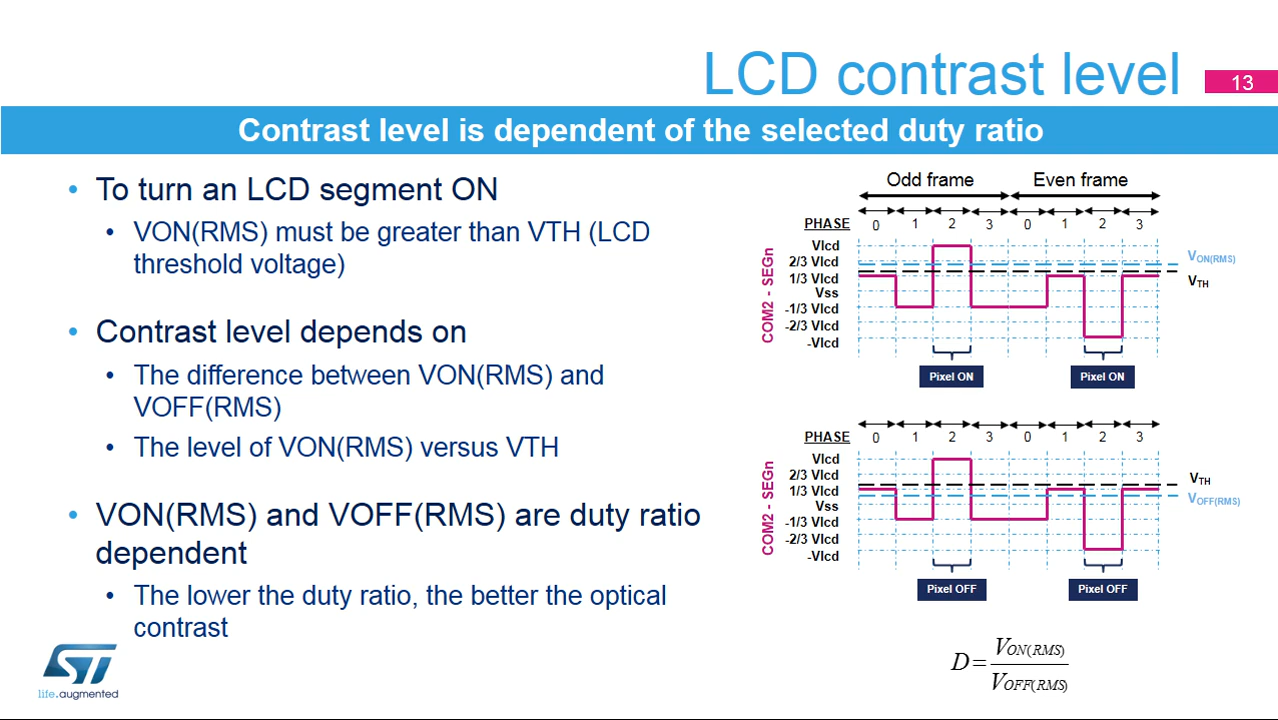 LCD contrast level
13
Contrast level is dependent of the selected duty ratio
• To turn an LCD segment ON
• VON(RMS) must be greater than VTH (LCD
threshold voltage)
• Contrast level depends on
• The difference between VON(RMS) and
VOFF(RMS)
• The level of VON(RMS) versus VTH
• VON(RMS) and VOFF(RMS) are duty ratio
dependent
• The lower the duty ratio, the better the optical
contrast
Odd frame Even frame
PHASE 0 1 2 3 0 1 2 3
COM2 - SEGn
Vlcd
2/3 Vlcd
1/3 Vlcd
Vss
-1/3 Vlcd
-2/3 Vlcd
-Vlcd
VON(RMS)
VTH
Pixel ON Pixel ON
PHASE 0 1 2 3 0 1 2 3
COM2 - SEGn
Vlcd
2/3 Vlcd
1/3 Vlcd
Vss
-1/3 Vlcd
-2/3 Vlcd
-Vlcd
VTH
VOFF(RMS)
Pixel OFF Pixel OFF
D = VON(RMS)
VOFF(RMS)
ST
life.augmented